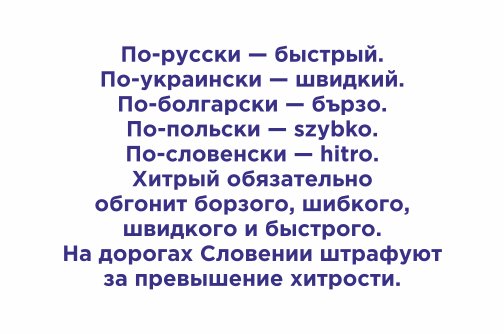 По-русски — быстрый.
По-украински — швидкий.
По-болгарски — бързо.
По-польски — szybko.
По-словенски — hitro.
Хитрый обязательно
обгонит борзого, шибкого,
швидкого и быстрого.
На дорогах Словении штрафуют
за превышение хитрости.